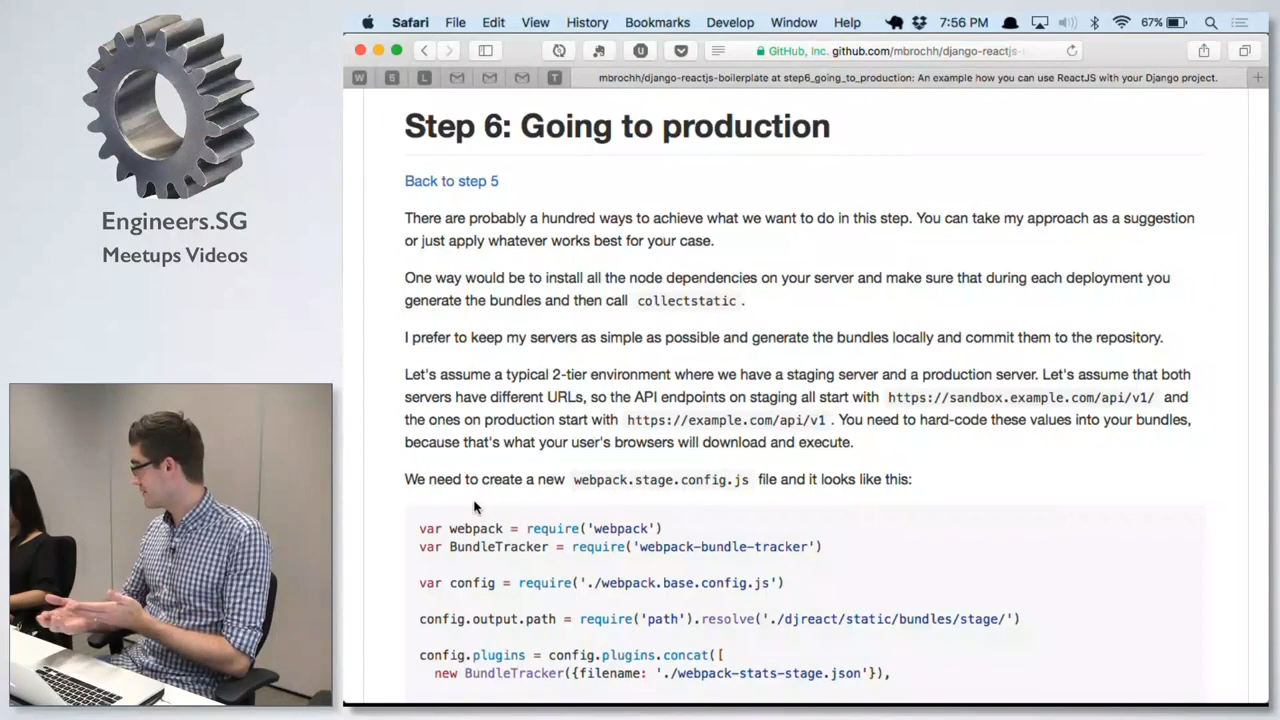 Engineers.SG
Meetups Videos
Safari File Edit View History Bookmarks Develop Window Help 7:56 PM 67%
GitHub, Inc. github.com/mbrochh/django-reactjs-
W 6 L T mbrochh/django-reactjs-boilerplate at step6_going_to_production: An example how you can use ReactJS with your Django project.
Step 6: Going to production
Back to step 5
There are probably a hundred ways to achieve what we want to do in this step. You can take my approach as a suggestion
or just apply whatever works best for your case.
One way would be to install all the node dependencies on your server and make sure that during each deployment you
generate the bundles and then call collectstatic .
I prefer to keep my servers as simple as possible and generate the bundles locally and commit them to the repository.
Let's assume a typical 2-tier environment where we have a staging server and a production server. Let's assume that both
servers have different URLs, so the API endpoints on staging all start with https://sandbox.example.com/api/v1/ and
the ones on production start with https://example.com/api/v1 . You need to hard-code these values into your bundles,
because that's what your user's browsers will download and execute.
We need to create a new webpack.stage.config.js file and it looks like this:
var webpack = require('webpack')
var BundleTracker = require('webpack-bundle-tracker')
var config = require('./webpack.base.config.js')
config.output.path = require('path').resolve('./djreact/static/bundles/stage/')
config.plugins = config.plugins.concat([
new BundleTracker({filename: './webpack-stats-stage.json'}),